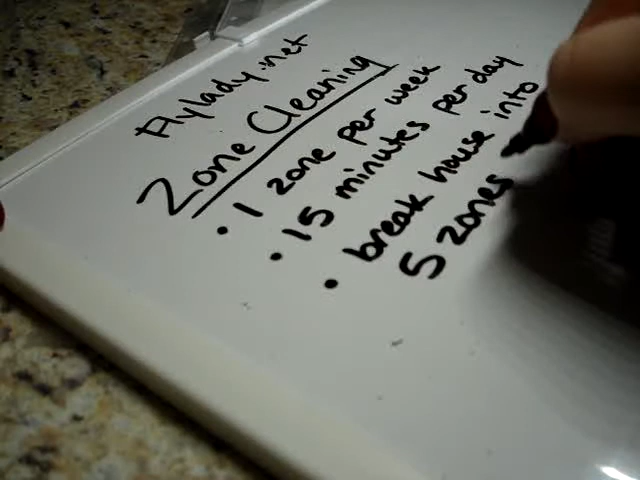 Flylady.net
Zone Cleaning
• 1 zone per week
• 15 minutes per day
• break house into
5 zones